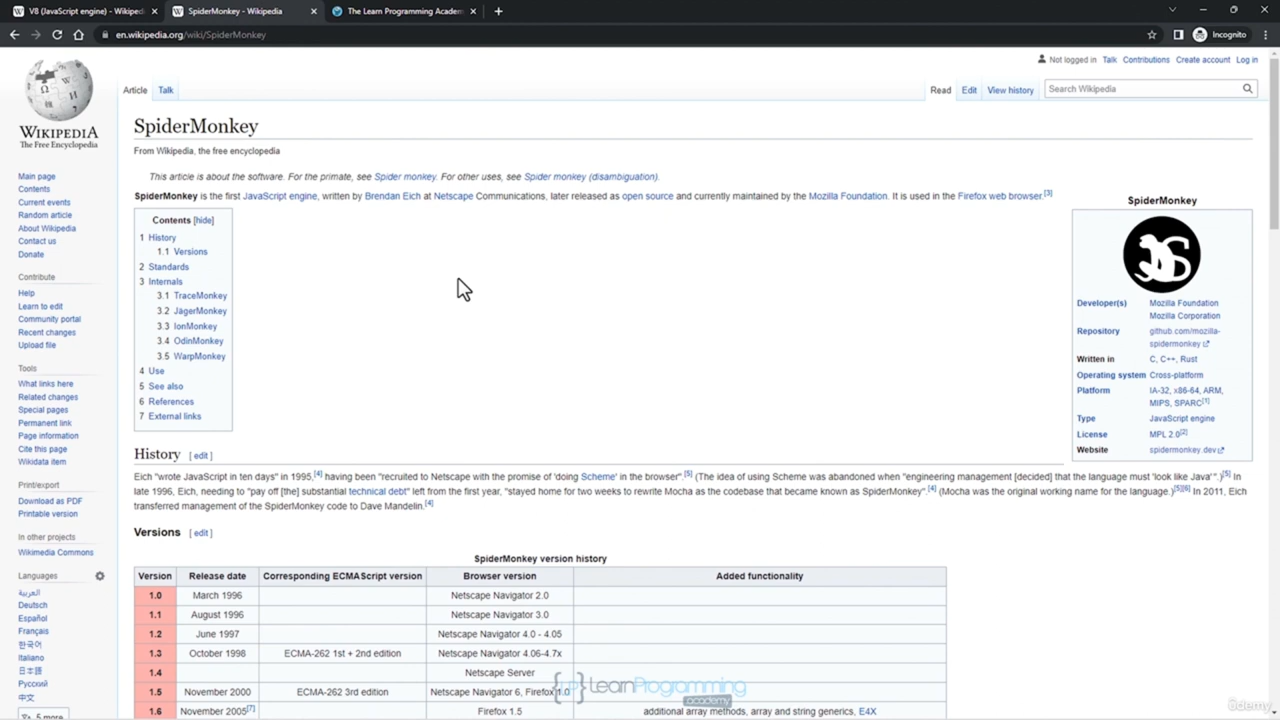 V8 (JavaScript engine) - Wikiped
SpiderMonkey - Wikipedia
The Learn Programming Academ
en.wikipedia.org/wiki/SpiderMonkey
Incognito
Not logged in Talk Contributions Create account Log in
Article Talk
Read Edit View history
Search Wikipedia
WIKIPEDIA
The Free Encyclopedia
Main page
Contents
Current events
Random article
About Wikipedia
Contact us
Donate
Contribute
Help
Learn to edit
Community portal
Recent changes
Upload file
Tools
What links here
Related changes
Special pages
Permanent link
Page information
Cite this page
Wikidata item
Print/export
Download as PDF
Printable version
In other projects
Wikimedia Commons
Languages
العربية
Deutsch
Español
Français
한국어
Italiano
日本語
Русский
中文
5 more
SpiderMonkey
From Wikipedia, the free encyclopedia
This article is about the software. For the primate, see Spider monkey. For other uses, see Spider monkey (disambiguation).
SpiderMonkey is the first JavaScript engine, written by Brendan Eich at Netscape Communications, later released as open source and currently maintained by the Mozilla Foundation. It is used in the Firefox web browser.[3]
Contents [hide]
1 History
1.1 Versions
2 Standards
3 Internals
3.1 TraceMonkey
3.2 JägerMonkey
3.3 IonMonkey
3.4 OdinMonkey
3.5 WarpMonkey
4 Use
5 See also
6 References
7 External links
SpiderMonkey
Developer(s) Mozilla Foundation
Mozilla Corporation
Repository github.com/mozilla-
spidermonkey
Written in C, C++, Rust
Operating system Cross-platform
Platform IA-32, x86-64, ARM,
MIPS, SPARC[1]
Type JavaScript engine
License MPL 2.0[2]
Website spidermonkey.dev
History [ edit ]
Eich "wrote JavaScript in ten days" in 1995,[4] having been "recruited to Netscape with the promise of 'doing Scheme' in the browser".[5] (The idea of using Scheme was abandoned when "engineering management [decided] that the language must 'look like Java'".)[5] In
late 1996, Eich, needing to "pay off [the] substantial technical debt" left from the first year, "stayed home for two weeks to rewrite Mocha as the codebase that became known as SpiderMonkey".[4] (Mocha was the original working name for the language.)[5][6] In 2011, Eich
transferred management of the SpiderMonkey code to Dave Mandelin.[4]
Versions [ edit ]
SpiderMonkey version history
Version Release date Corresponding ECMAScript version Browser version Added functionality
1.0 March 1996 Netscape Navigator 2.0
1.1 August 1996 Netscape Navigator 3.0
1.2 June 1997 Netscape Navigator 4.0 - 4.05
1.3 October 1998 ECMA-262 1st + 2nd edition Netscape Navigator 4.06-4.7x
1.4 Netscape Server
1.5 November 2000 ECMA-262 3rd edition Netscape Navigator 6, Firefox 1.0
1.6 November 2005[7] Firefox 1.5 additional array methods, array and string generics, E4X
{lp} LearnProgramming
academy
ûdemy